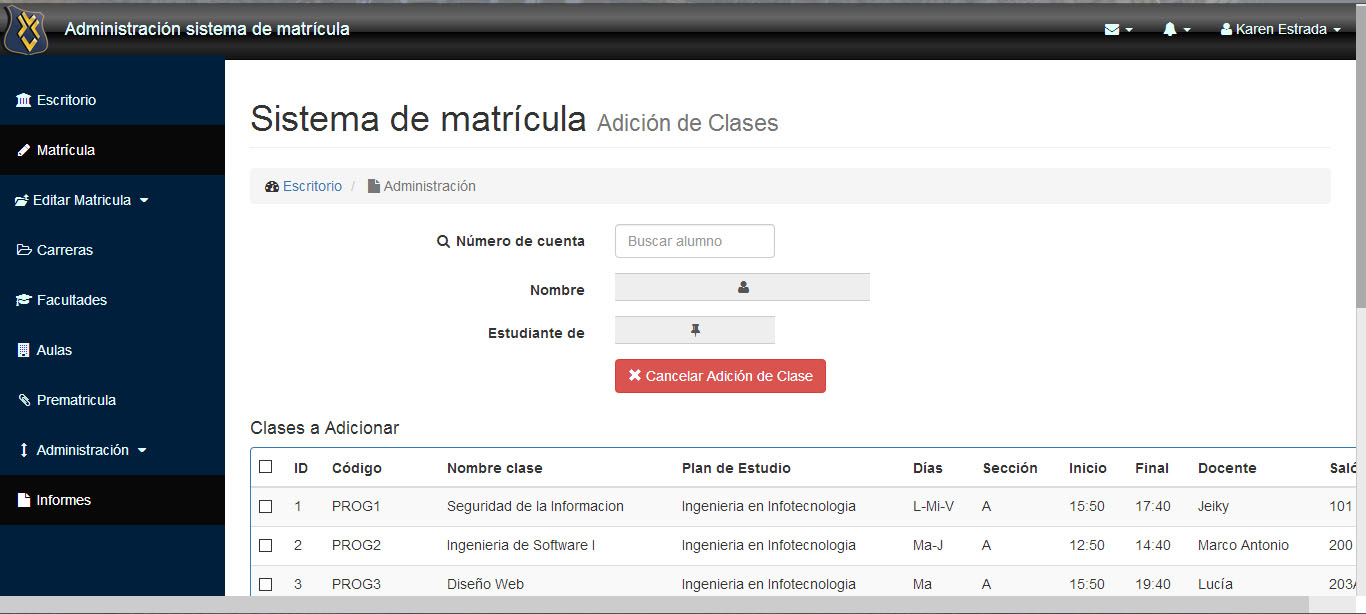 Administración sistema de matrícula
Karen Estrada
Escritorio
Matrícula
Editar Matricula
Carreras
Facultades
Aulas
Prematricula
Administración
Informes
Sistema de matrícula Adición de Clases
Escritorio / Administración
Número de cuenta Buscar alumno
Nombre
Estudiante de
Cancelar Adición de Clase
Clases a Adicionar
ID Código Nombre clase Plan de Estudio Días Sección Inicio Final Docente
1 PROG1 Seguridad de la Informacion Ingenieria en Infotecnologia L-Mi-V A 15:50 17:40 Jeiky 101
2 PROG2 Ingenieria de Software I Ingenieria en Infotecnologia Ma-J A 12:50 14:40 Marco Antonio 200
3 PROG3 Diseño Web Ingenieria en Infotecnologia Ma A 15:50 19:40 Lucía 203A